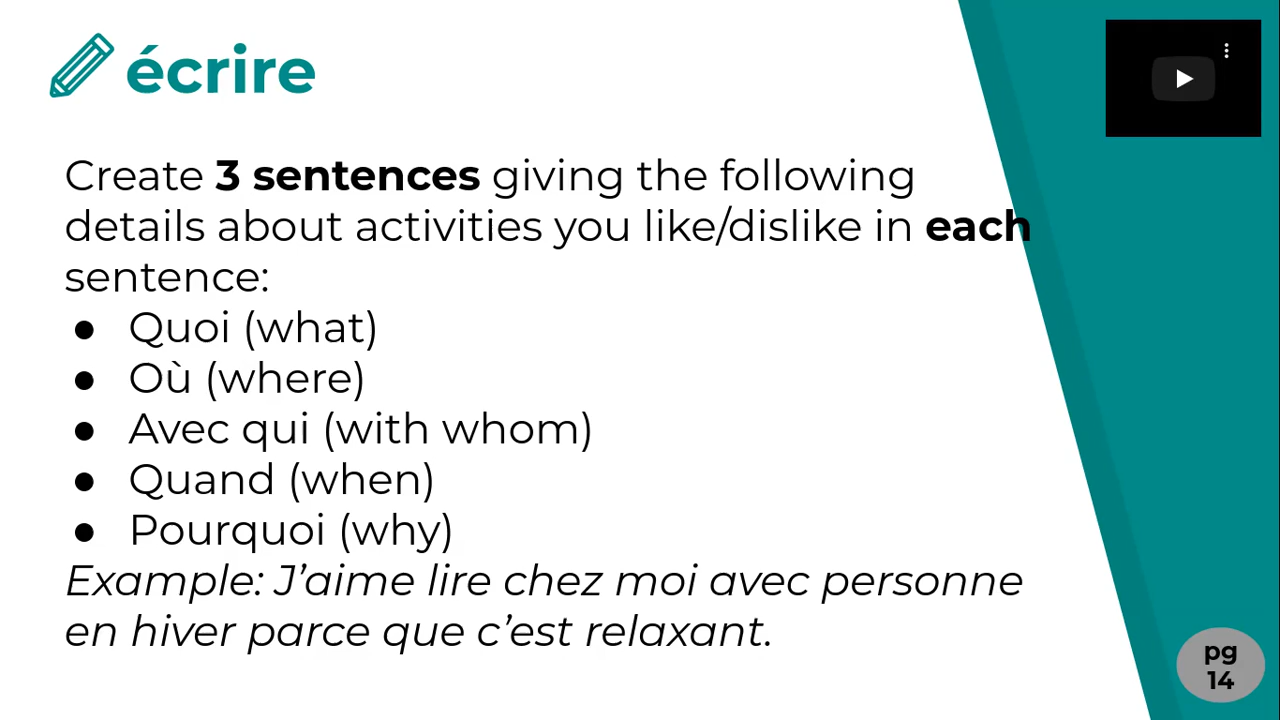 écrire
Create 3 sentences giving the following
details about activities you like/dislike in each
sentence:
● Quoi (what)
● Où (where)
● Avec qui (with whom)
● Quand (when)
● Pourquoi (why)
Example: J’aime lire chez moi avec personne
en hiver parce que c’est relaxant.
pg
14